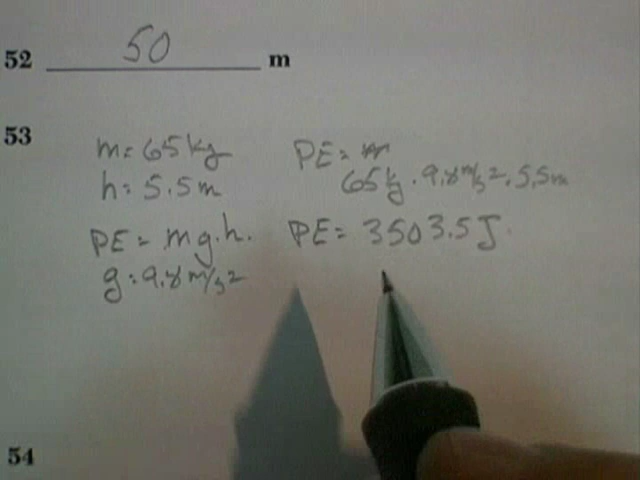 52 50 m
53
m = 65 kg
h = 5.5 m
PE = mg.h.
g = 9.8 m/s2
PE = m
65 kg . 9.8 m/s2 . 5.5m
PE = 3503.5 J
54